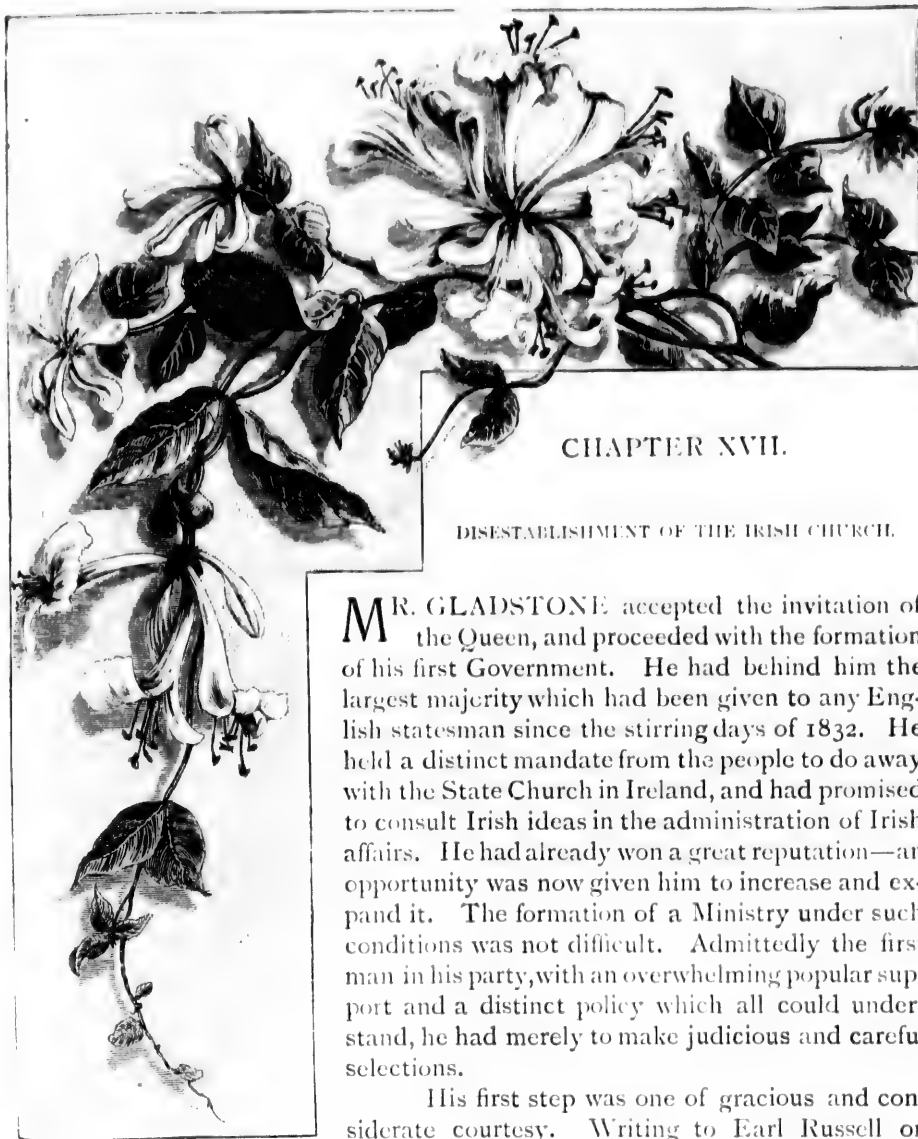 CHAPTER XVII.
DISESTABLISHMENT OF THE IRISH CHURCH.
MR. GLADSTONE accepted the invitation of
the Queen, and proceeded with the formation
of his first Government. He had behind him the
largest majority which had been given to any Eng-
lish statesman since the stirring days of 1832. He
held a distinct mandate from the people to do away
with the State Church in Ireland, and had promised
to consult Irish ideas in the administration of Irish
affairs. He had already won a great reputation—an
opportunity was now given him to increase and ex-
pand it. The formation of a Ministry under such
conditions was not difficult. Admittedly the firs
man in his party, with an overwhelming popular sup
port and a distinct policy which all could under
stand, he had merely to make judicious and carefu
selections.
His first step was one of gracious and con
siderate courtesy. Writing to Earl Russell on